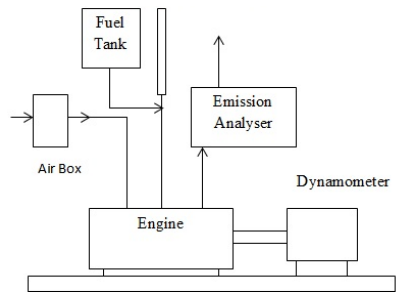 Fuel
Tank
Emission
Analyser
Air Box
Dynamometer
Engine